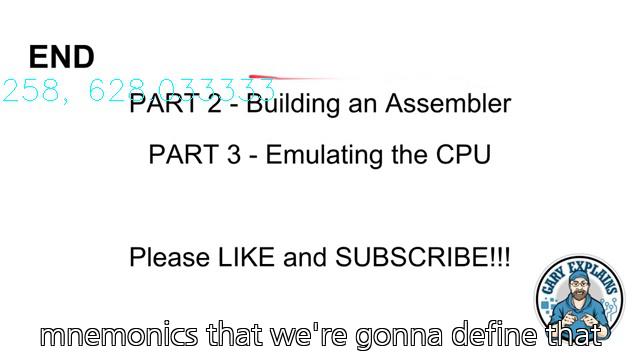 END
258, 628.033333
PART 2 - Building an Assembler
PART 3 - Emulating the CPU
Please LIKE and SUBSCRIBE!!!
GARY EXPLAINS
mnemonics that we're gonna define that